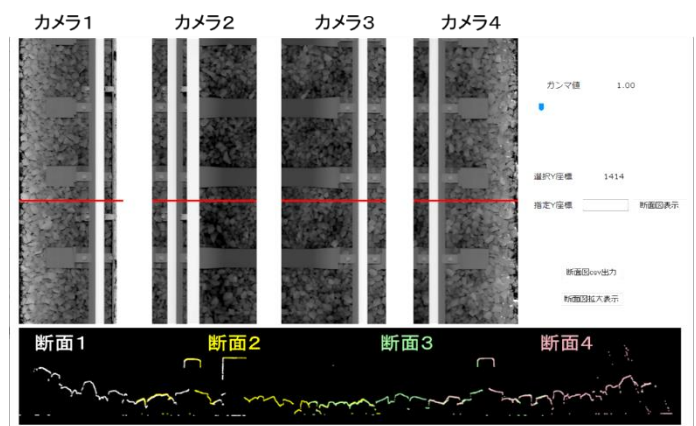 カメラ1 カメラ2 カメラ3 カメラ4
ガンマ値 1.00
選択Y座標 1414
指定Y座標 断面図表示
断面図csv出力
断面図拡大表示
断面1 断面2 断面3 断面4